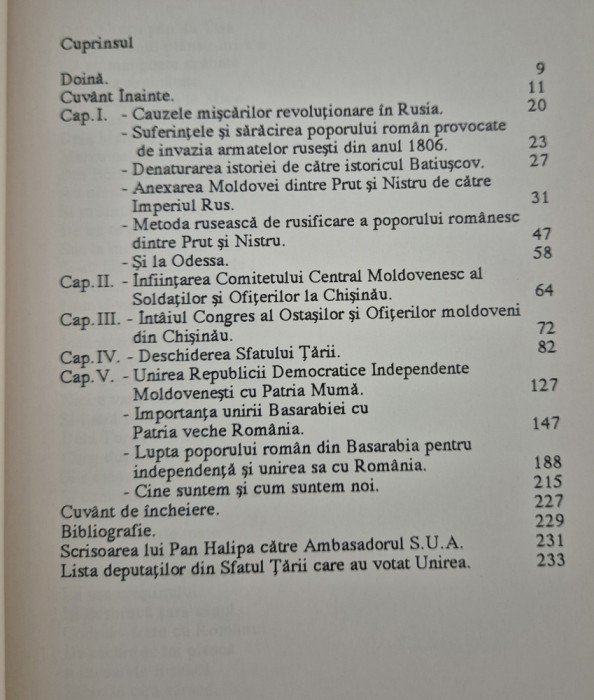 Cuprinsul
Doină. 9
Cuvânt Înainte. 11
Cap.I. - Cauzele mişcărilor revoluţionare în Rusia. 20
- Suferinţele şi sărăcirea poporului român provocate
de invazia armatelor ruseşti din anul 1806. 23
- Denaturarea istoriei de către istoricul Batiuşcov. 27
- Anexarea Moldovei dintre Prut şi Nistru de către
Imperiul Rus. 31
- Metoda rusească de rusificare a poporului românesc
dintre Prut şi Nistru. 47
- Şi la Odessa. 58
Cap.II. - Înfiinţarea Comitetului Central Moldovenesc al
Soldaţilor şi Ofiţerilor la Chişinău. 64
Cap.III. - Întâiul Congres al Ostaşilor şi Ofiţerilor moldoveni
din Chişinău. 72
Cap.IV. - Deschiderea Sfatului Ţării. 82
Cap.V. - Unirea Republicii Democratice Independente
Moldoveneşti cu Patria Mumă. 127
- Importanţa unirii Basarabiei cu
Patria veche România. 147
- Lupta poporului român din Basarabia pentru
independenţă şi unirea sa cu România. 188
- Cine suntem şi cum suntem noi. 215
Cuvânt de încheiere. 227
Bibliografie. 229
Scrisoarea lui Pan Halipa către Ambasadorul S.U.A. 231
Lista deputaţilor din Sfatul Ţării care au votat Unirea. 233